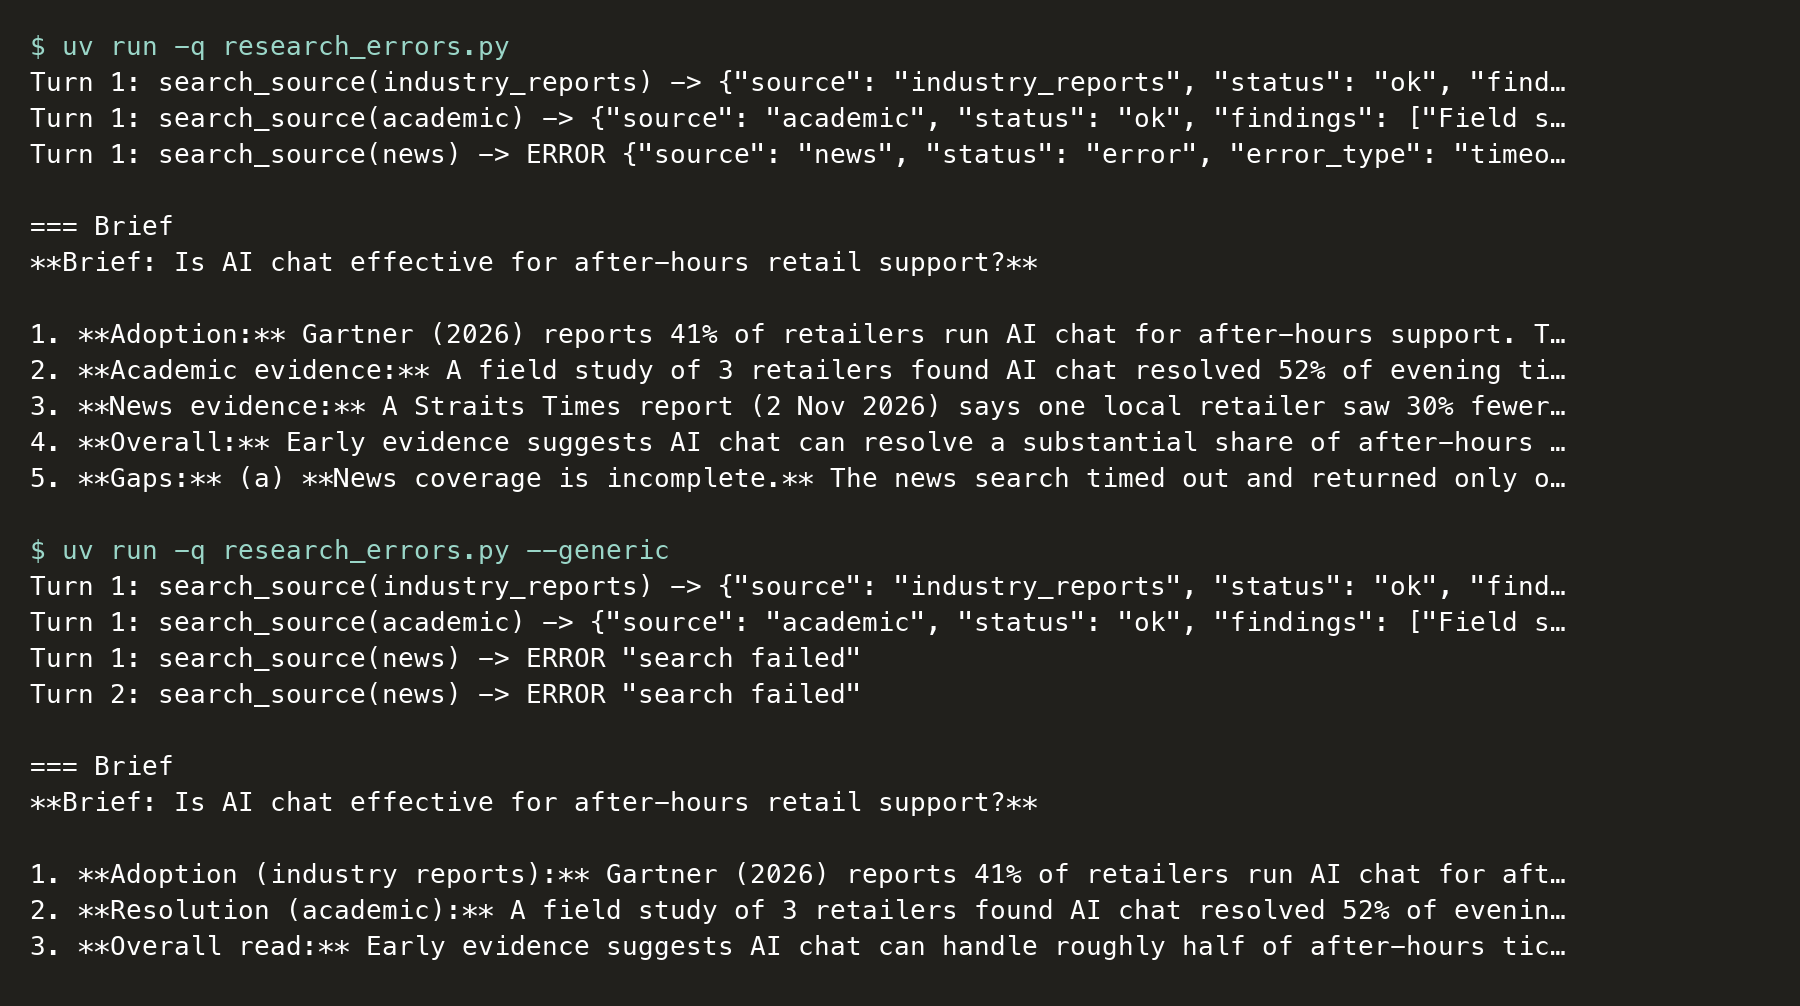 $ uv run -q research_errors.py
Turn 1: search_source(industry_reports) -> {"source": "industry_reports", "status": "ok", "find…
Turn 1: search_source(academic) -> {"source": "academic", "status": "ok", "findings": ["Field s…
Turn 1: search_source(news) -> ERROR {"source": "news", "status": "error", "error_type": "timeo…
=== Brief
**Brief: Is AI chat effective for after-hours retail support?**
1. **Adoption:** Gartner (2026) reports 41% of retailers run AI chat for after-hours support. T…
2. **Academic evidence:** A field study of 3 retailers found AI chat resolved 52% of evening ti…
3. **News evidence:** A Straits Times report (2 Nov 2026) says one local retailer saw 30% fewer…
4. **Overall:** Early evidence suggests AI chat can resolve a substantial share of after-hours …
5. **Gaps:** (a) **News coverage is incomplete.** The news search timed out and returned only o…
$ uv run -q research_errors.py --generic
Turn 1: search_source(industry_reports) -> {"source": "industry_reports", "status": "ok", "find…
Turn 1: search_source(academic) -> {"source": "academic", "status": "ok", "findings": ["Field s…
Turn 1: search_source(news) -> ERROR "search failed"
Turn 2: search_source(news) -> ERROR "search failed"
=== Brief
**Brief: Is AI chat effective for after-hours retail support?**
1. **Adoption (industry reports):** Gartner (2026) reports 41% of retailers run AI chat for aft…
2. **Resolution (academic):** A field study of 3 retailers found AI chat resolved 52% of evenin…
3. **Overall read:** Early evidence suggests AI chat can handle roughly half of after-hours tic…